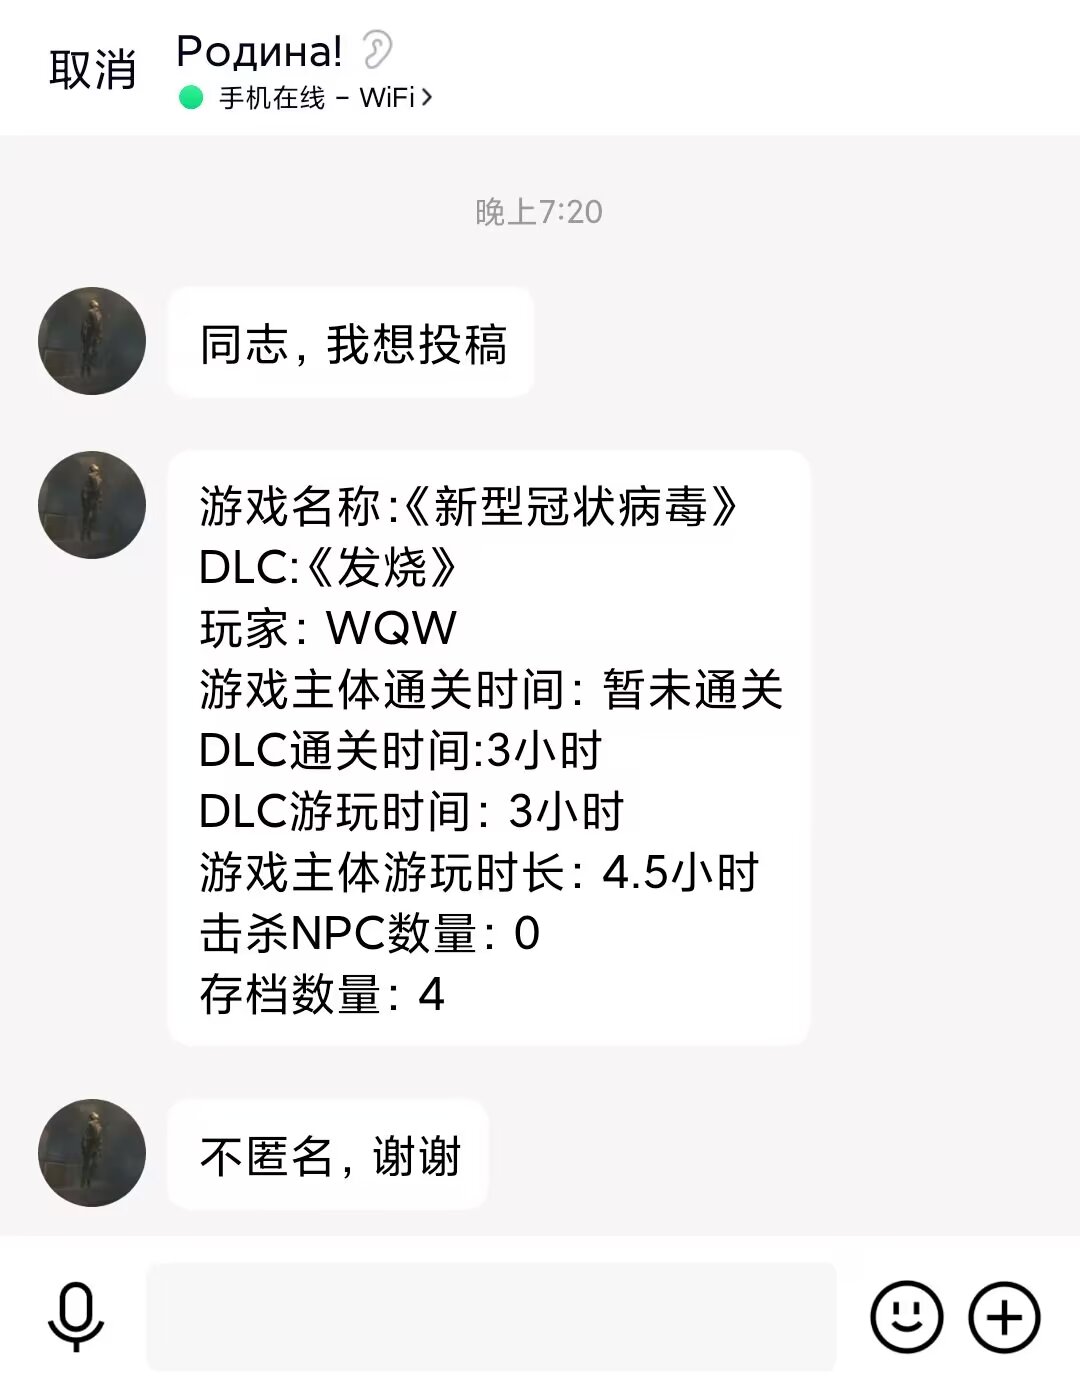 取消
Родина!
手机在线 - WiFi
晚上7:20
同志，我想投稿
游戏名称:《新型冠状病毒》
DLC:《发烧》
玩家：WQW
游戏主体通关时间：暂未通关
DLC通关时间:3小时
DLC游玩时间：3小时
游戏主体游玩时长：4.5小时
击杀NPC数量：0
存档数量：4
不匿名，谢谢